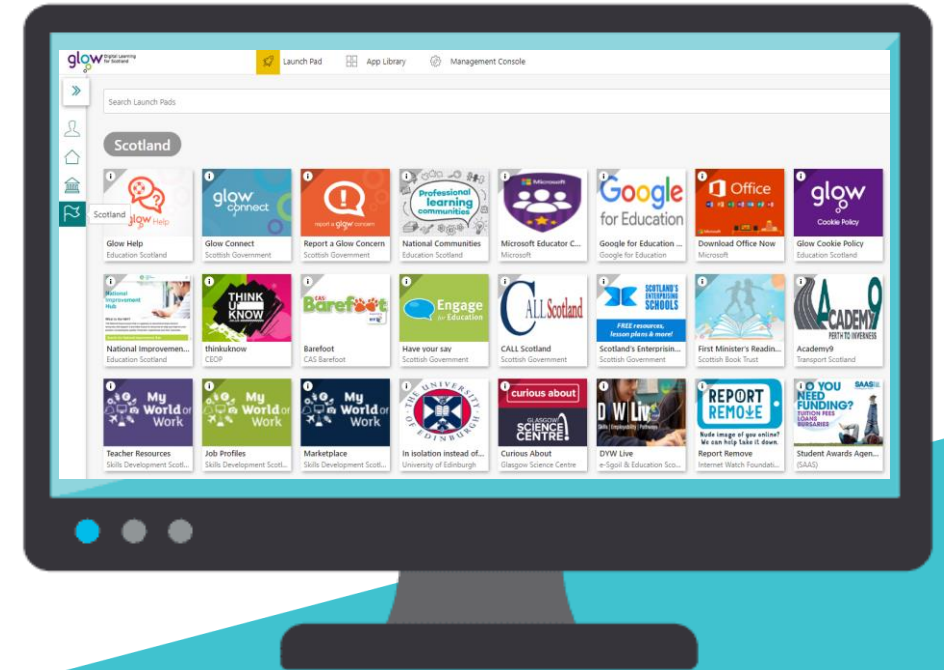 glow Digital Learning for Scotland
Launch Pad App Library Management Console
Search Launch Pads
Scotland
Scotland
glow Help
Glow Help
Education Scotland
glow connect
Glow Connect
Scottish Government
report a glow concern
Report a Glow Concern
Scottish Government
Professional
learning
communities
National Communities
Education Scotland
Microsoft
Microsoft Educator C...
Microsoft
Google
for Education
Google for Education ...
Google for Education
Office
Download Office Now
Microsoft
glow
Cookie Policy
Glow Cookie Policy
Education Scotland
National
Improvement
Hub
National Improvemen...
Education Scotland
THINK
U
KNOW
thinkuknow
CEOP
CAS
Barefoot
Barefoot
CAS Barefoot
Engage
for Education
Have your say
Scottish Government
CALL Scotland
CALL Scotland
Scottish Government
SCOTLAND'S
ENTERPRISING
SCHOOLS
FREE resources,
lesson plans & more!
Scotland's Enterprisin...
Scottish Government
First Minister's Readin...
Scottish Book Trust
ACADEMY9
PERTH TO INVERNESS
Academy9
Transport Scotland
My
World of
Work
Teacher Resources
Skills Development Scotl...
My
World of
Work
Job Profiles
Skills Development Scotl...
My
World of
Work
Marketplace
Skills Development Scotl...
THE UNIVERSITY OF EDINBURGH
In isolation instead of...
University of Edinburgh
curious about
GLASGOW
SCIENCE
CENTRE
Curious About
Glasgow Science Centre
DYW Live
Skills | Employability | Pathways
DYW Live
e-Sgoil & Education Sco...
REPORT
REMOVE
Nude image of you online?
We can help take it down.
Report Remove
Internet Watch Foundati...
SAAS
DO YOU
NEED
FUNDING?
TUITION FEES
LOANS
BURSARIES
Student Awards Agen...
(SAAS)